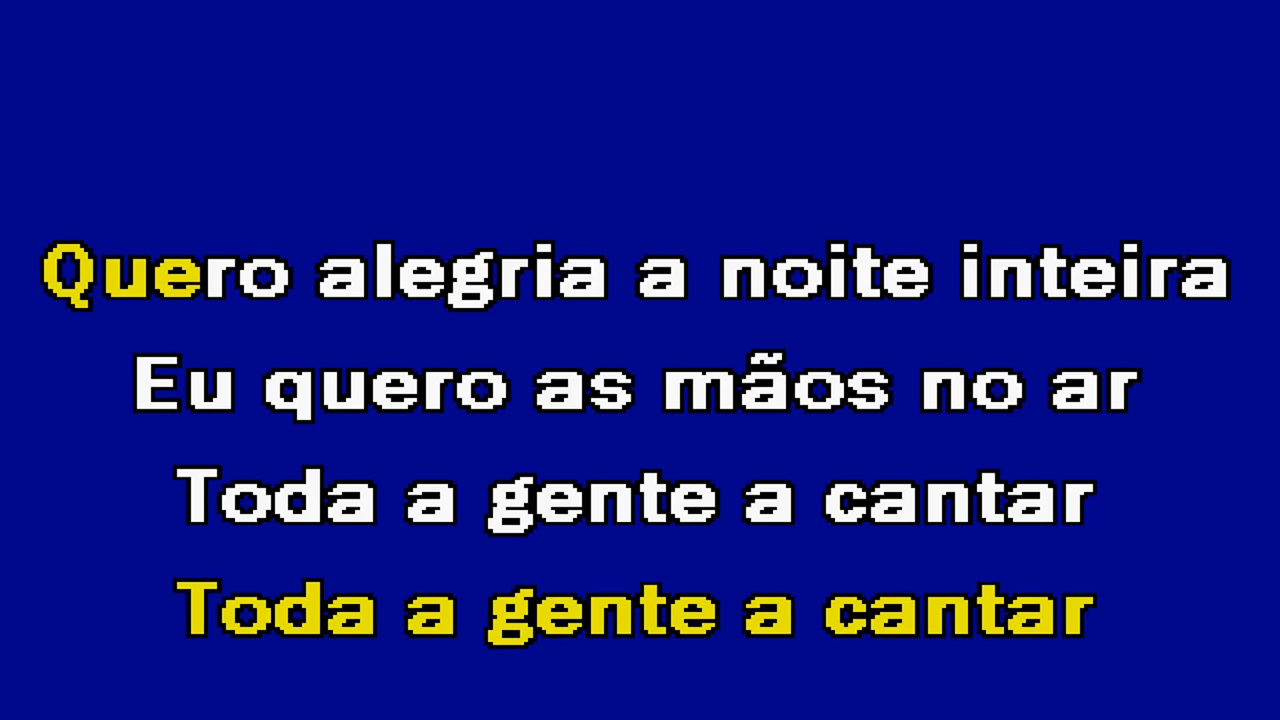 Quero alegria a noite inteira
Eu quero as mãos no ar
Toda a gente a cantar
Toda a gente a cantar